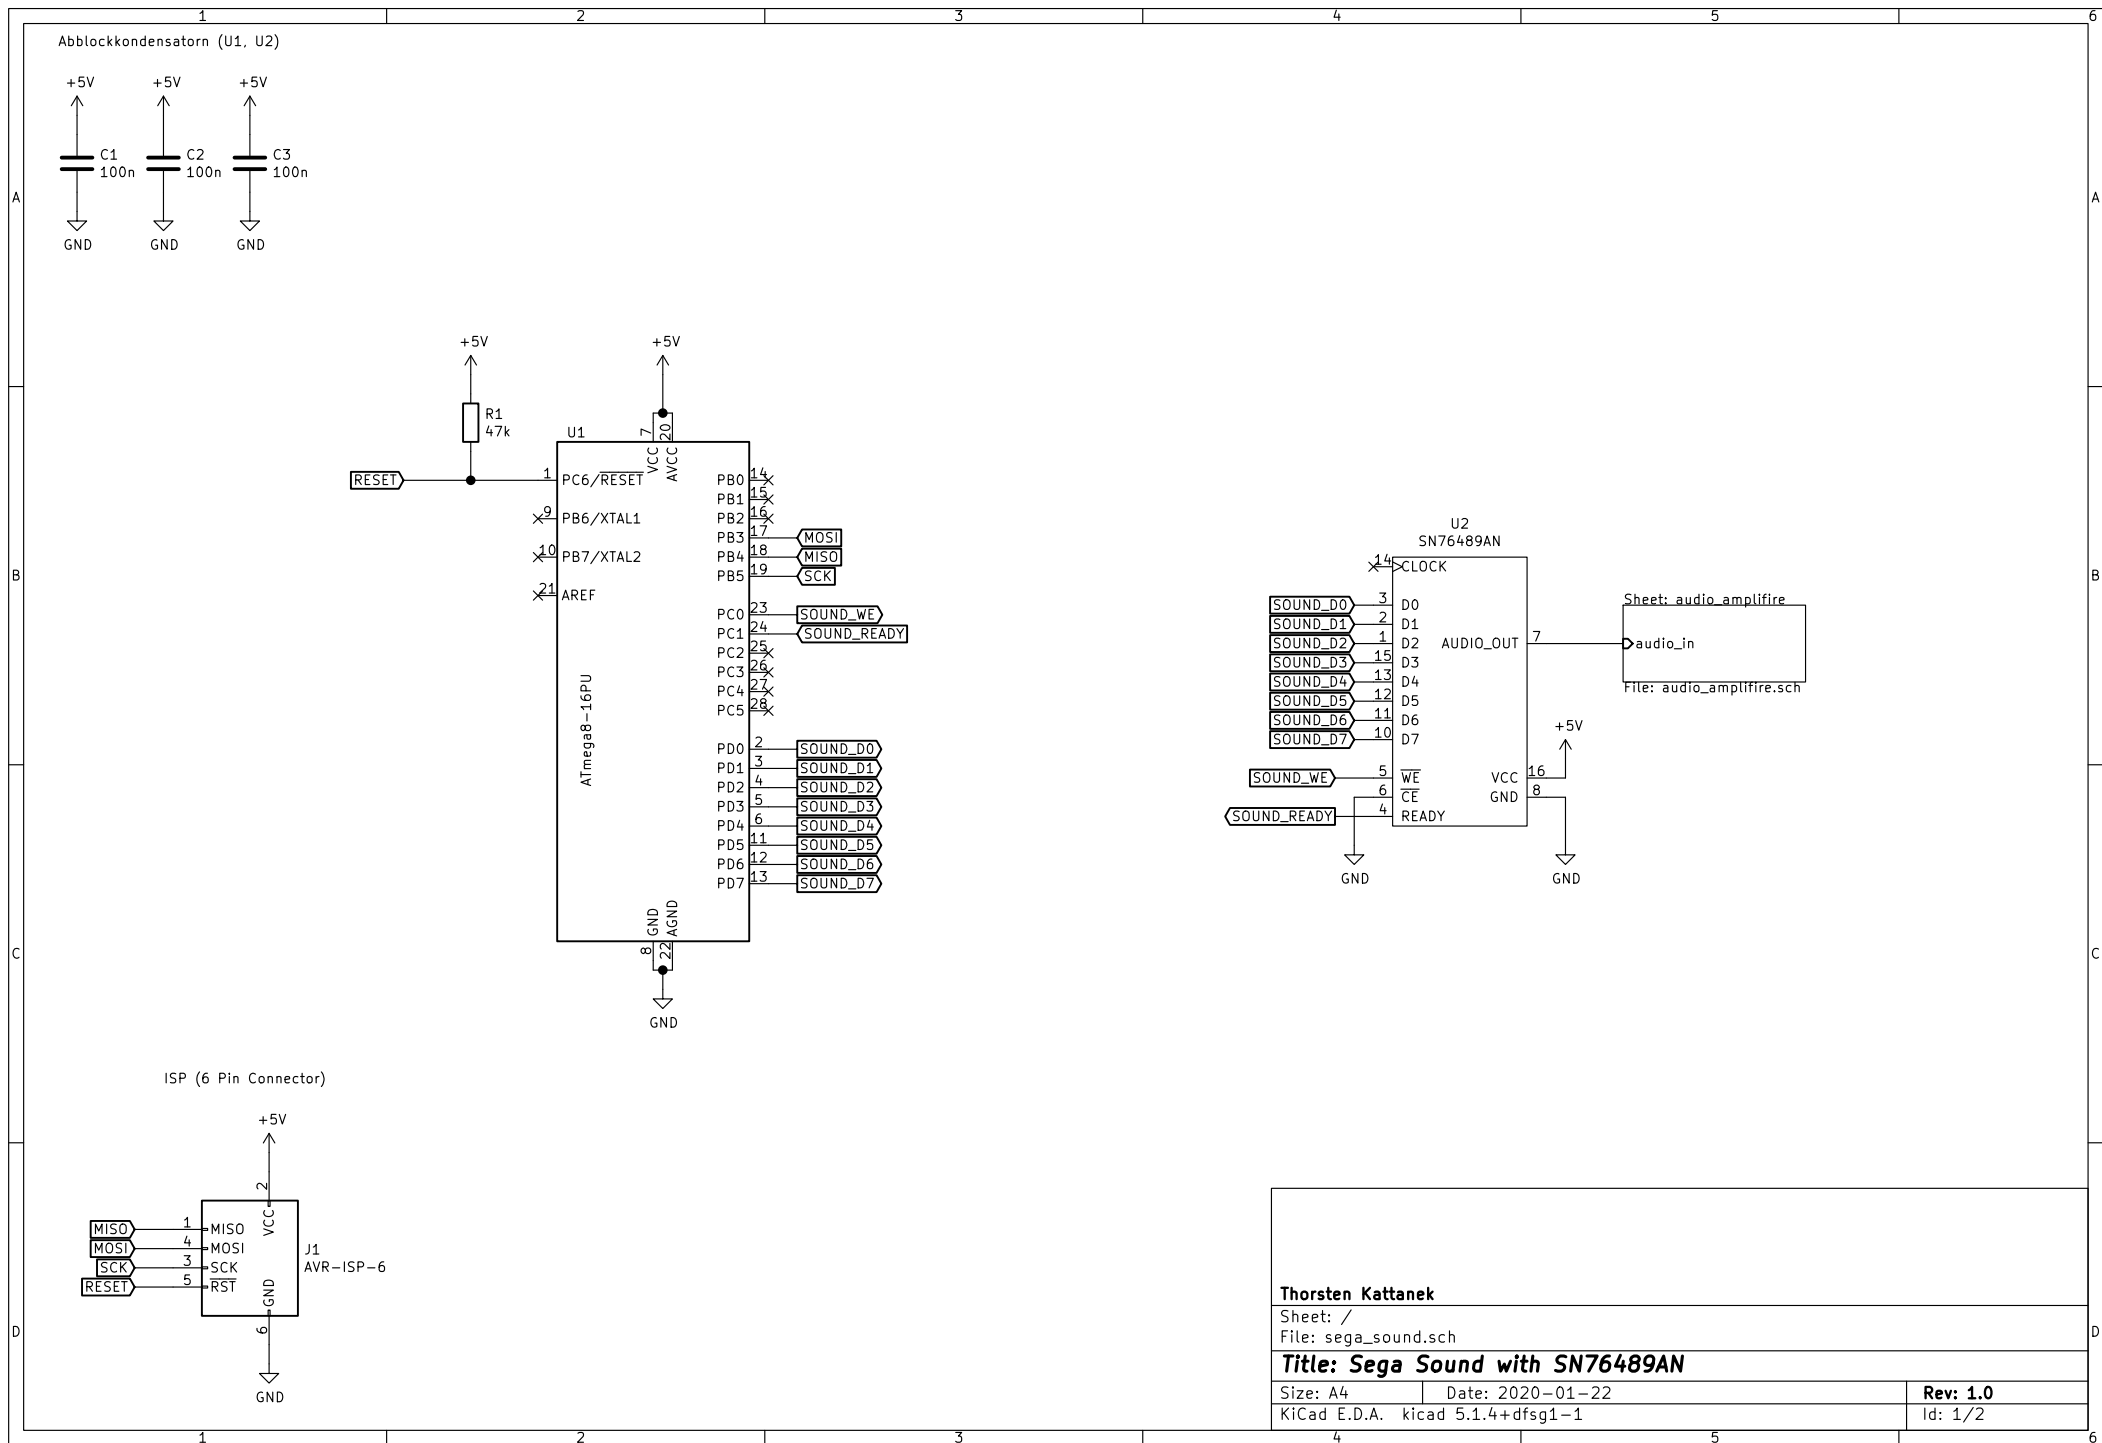 1 2 3 4 5 6
Abblockkondensatorn (U1, U2)
+5V +5V +5V
C1 C2 C3
100n 100n 100n
A A
GND GND GND
+5V +5V
R1
47k
U1
7 VCC
20 AVCC
RESET 1 PC6/RESET
9 PB6/XTAL1
10 PB7/XTAL2
21 AREF
ATmega8-16PU
PB0 14
PB1 15
PB2 16
PB3 17 MOSI
PB4 18 MISO
PB5 19 SCK
PC0 23 SOUND_WE
PC1 24 SOUND_READY
PC2 25
PC3 26
PC4 27
PC5 28
PD0 2 SOUND_D0
PD1 3 SOUND_D1
PD2 4 SOUND_D2
PD3 5 SOUND_D3
PD4 6 SOUND_D4
PD5 11 SOUND_D5
PD6 12 SOUND_D6
PD7 13 SOUND_D7
8 GND
22 AGND
GND
B B
U2
SN76489AN
14 CLOCK
SOUND_D0 3 D0
SOUND_D1 2 D1
SOUND_D2 1 D2
SOUND_D3 15 D3
SOUND_D4 13 D4
SOUND_D5 12 D5
SOUND_D6 11 D6
SOUND_D7 10 D7
SOUND_WE 5 WE
6 CE
SOUND_READY 4 READY
GND
AUDIO_OUT 7
Sheet: audio_amplifire
audio_in
File: audio_amplifire.sch
+5V
VCC 16
GND 8
GND
C C
ISP (6 Pin Connector)
+5V
2 VCC
MISO 1 MISO
MOSI 4 MOSI
SCK 3 SCK
RESET 5 RST
J1
AVR-ISP-6
GND 6
GND
D D
Thorsten Kattanek
Sheet: /
File: sega_sound.sch
Title: Sega Sound with SN76489AN
Size: A4 Date: 2020-01-22 Rev: 1.0
KiCad E.D.A. kicad 5.1.4+dfsg1-1 Id: 1/2
1 2 3 4 5 6